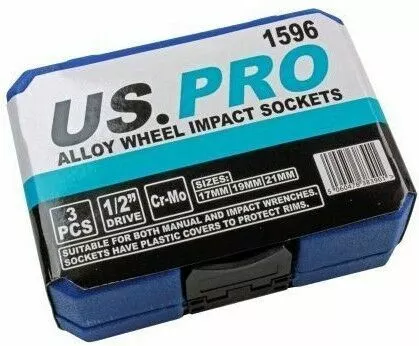 1596
US.PRO
ALLOY WHEEL IMPACT SOCKETS
3 PCS
1/2" DRIVE
Cr-Mo
SIZES:
17MM 19MM 21MM
SUITABLE FOR BOTH MANUAL AND IMPACT WRENCHES.
SOCKETS HAVE PLASTIC COVERS TO PROTECT RIMS.